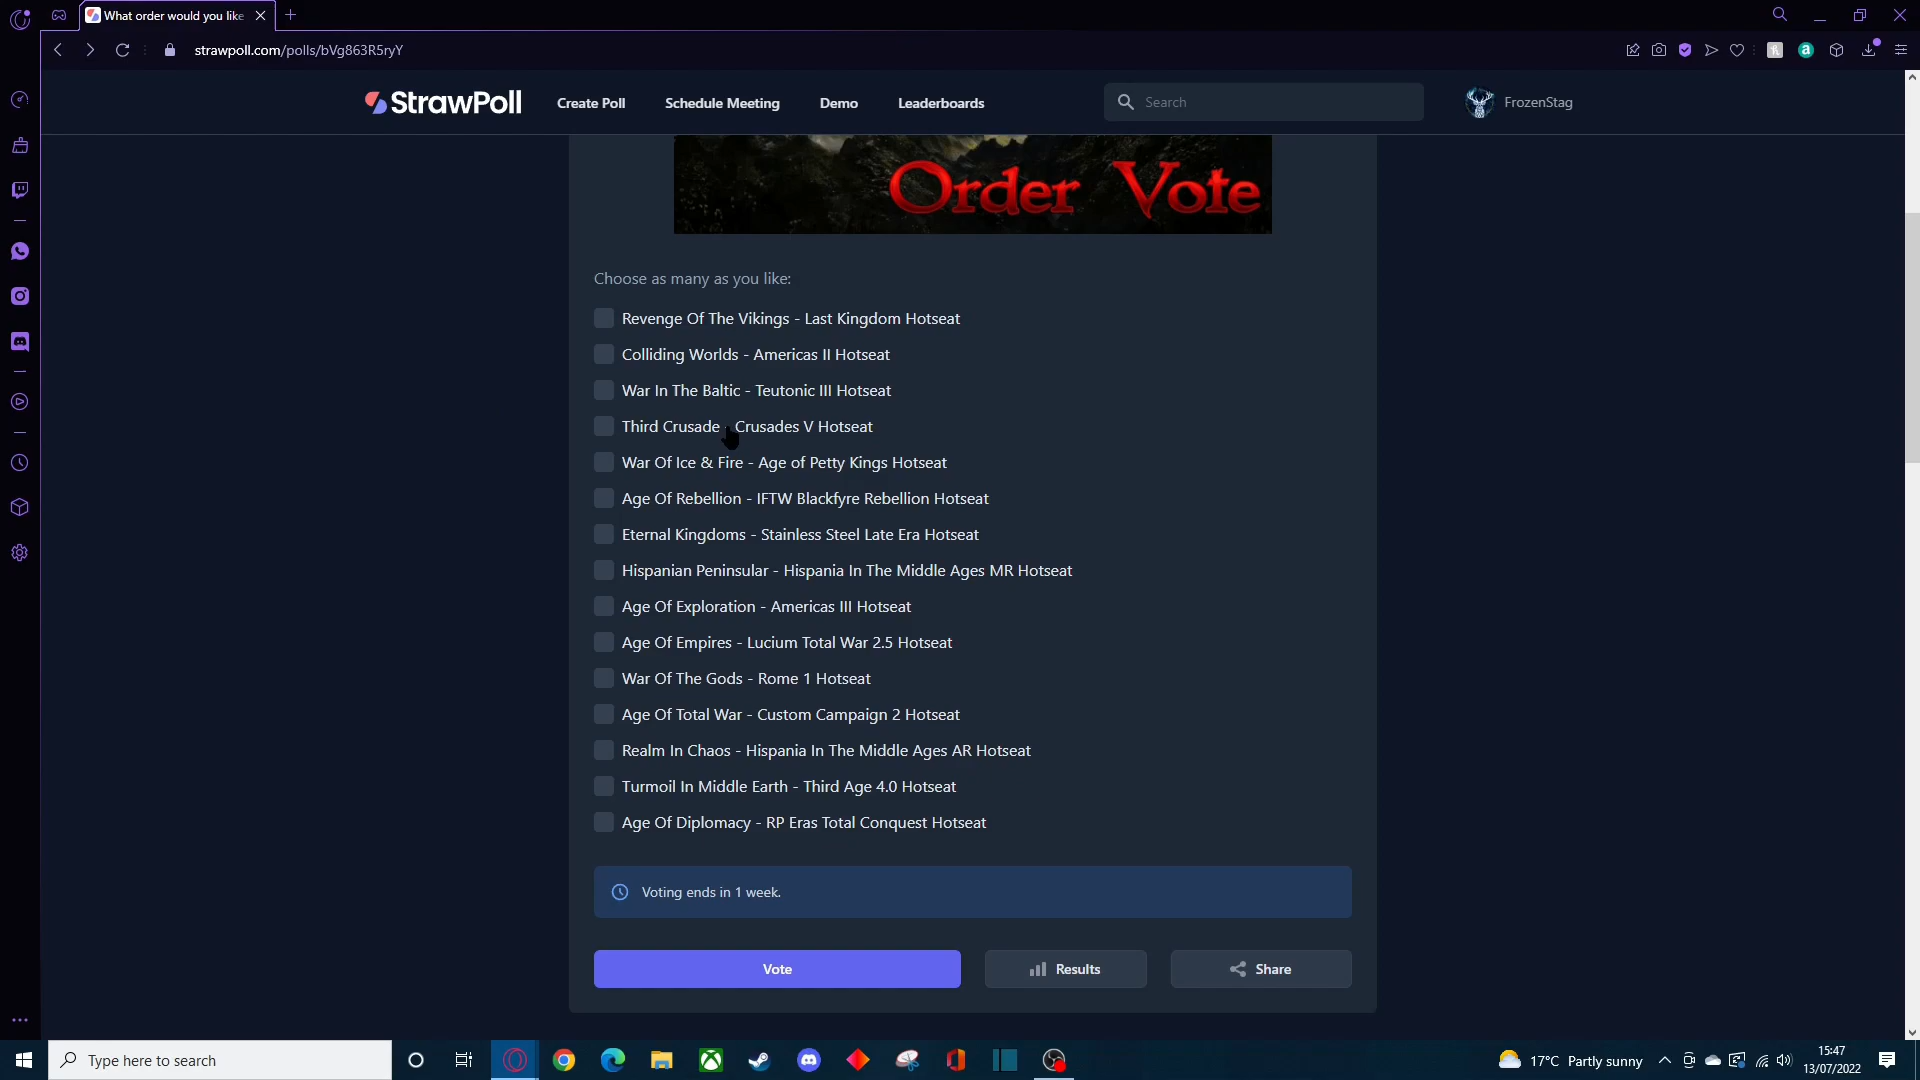 What order would you like
strawpoll.com/polls/bVg863R5ryY
StrawPoll
Create Poll
Schedule Meeting
Demo
Leaderboards
Search
FrozenStag
Order Vote
Choose as many as you like:
Revenge Of The Vikings - Last Kingdom Hotseat
Colliding Worlds - Americas II Hotseat
War In The Baltic - Teutonic III Hotseat
Third Crusade - Crusades V Hotseat
War Of Ice & Fire - Age of Petty Kings Hotseat
Age Of Rebellion - IFTW Blackfyre Rebellion Hotseat
Eternal Kingdoms - Stainless Steel Late Era Hotseat
Hispanian Peninsular - Hispania In The Middle Ages MR Hotseat
Age Of Exploration - Americas III Hotseat
Age Of Empires - Lucium Total War 2.5 Hotseat
War Of The Gods - Rome 1 Hotseat
Age Of Total War - Custom Campaign 2 Hotseat
Realm In Chaos - Hispania In The Middle Ages AR Hotseat
Turmoil In Middle Earth - Third Age 4.0 Hotseat
Age Of Diplomacy - RP Eras Total Conquest Hotseat
Voting ends in 1 week.
Vote
Results
Share
Type here to search
17°C Partly sunny
15:47
13/07/2022